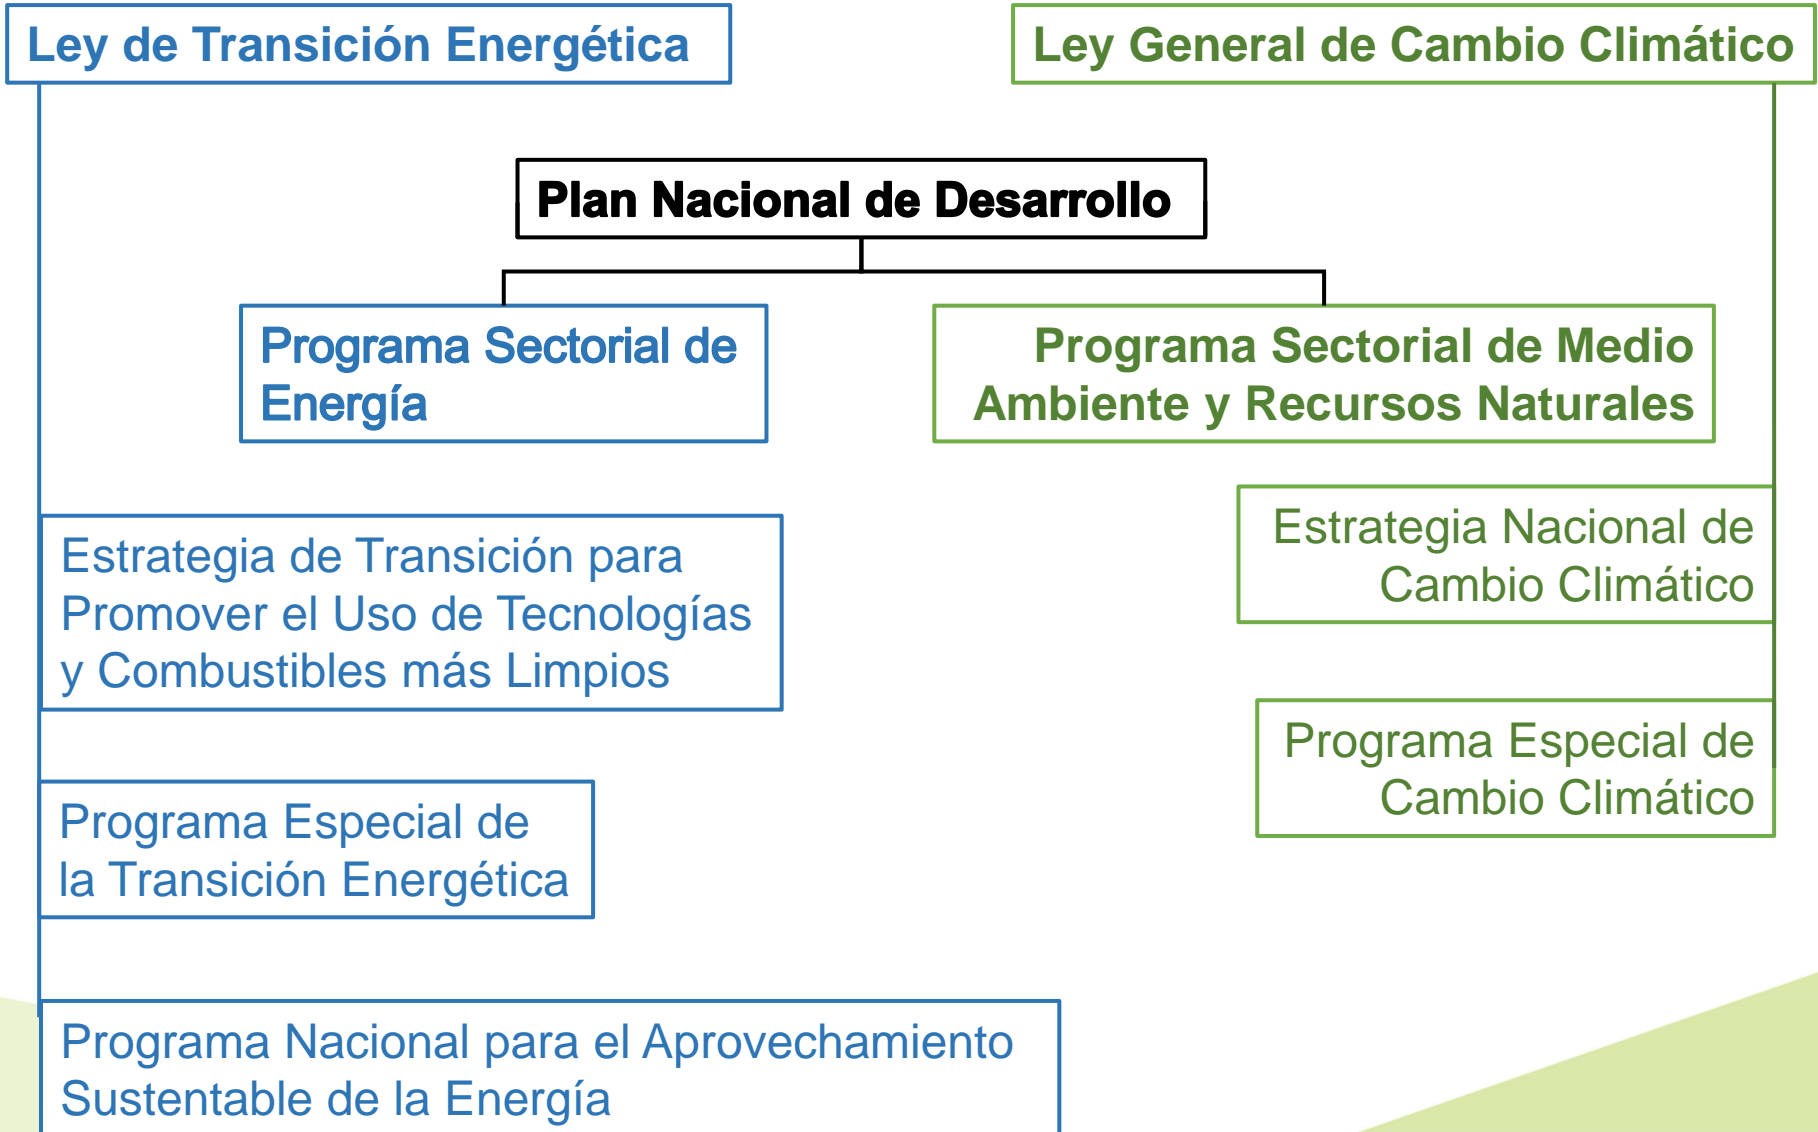 Ley de Transición Energética
Ley General de Cambio Climático
Plan Nacional de Desarrollo
Programa Sectorial de
Energía
Programa Sectorial de Medio
Ambiente y Recursos Naturales
Estrategia de Transición para
Promover el Uso de Tecnologías
y Combustibles más Limpios
Estrategia Nacional de
Cambio Climático
Programa Especial de
la Transición Energética
Programa Especial de
Cambio Climático
Programa Nacional para el Aprovechamiento
Sustentable de la Energía